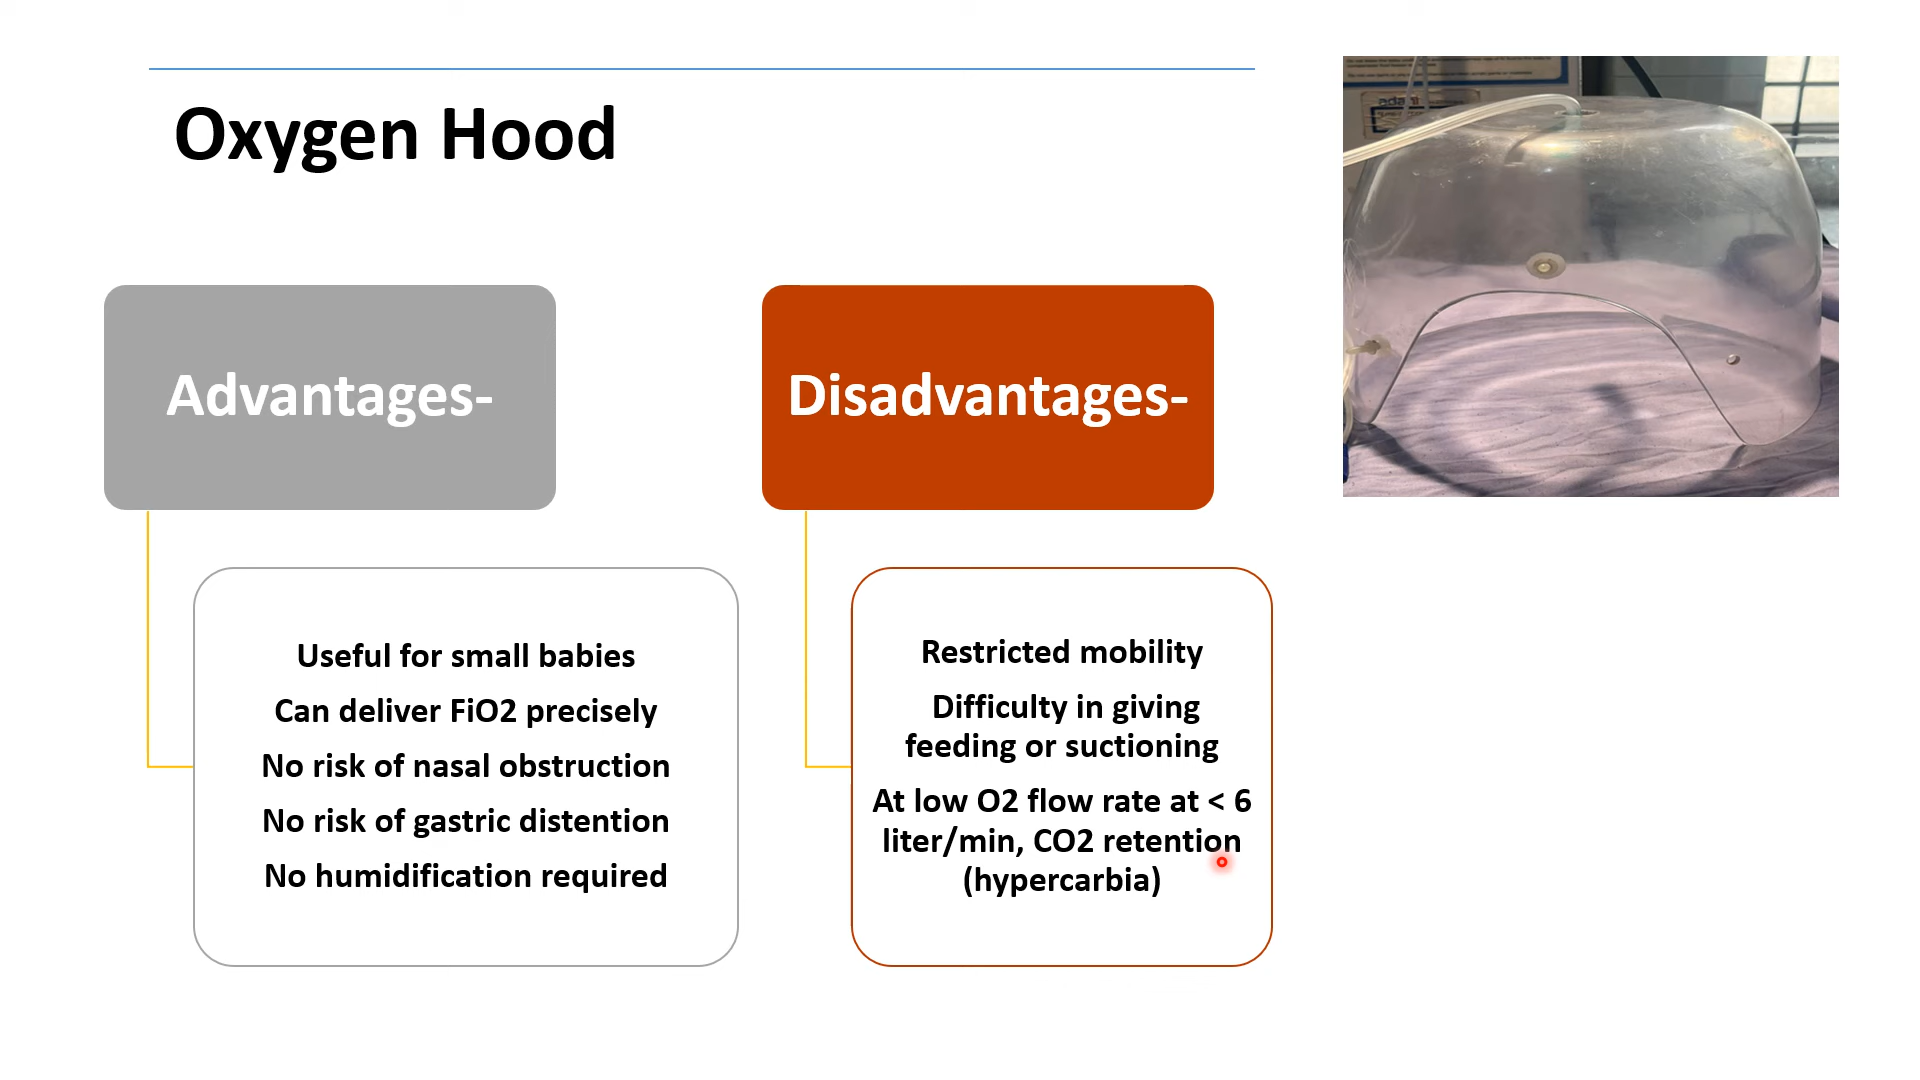 Oxygen Hood
Advantages-
Useful for small babies
Can deliver FiO2 precisely
No risk of nasal obstruction
No risk of gastric distention
No humidification required
Disadvantages-
Restricted mobility
Difficulty in giving
feeding or suctioning
At low O2 flow rate at < 6
liter/min, CO2 retention
(hypercarbia)